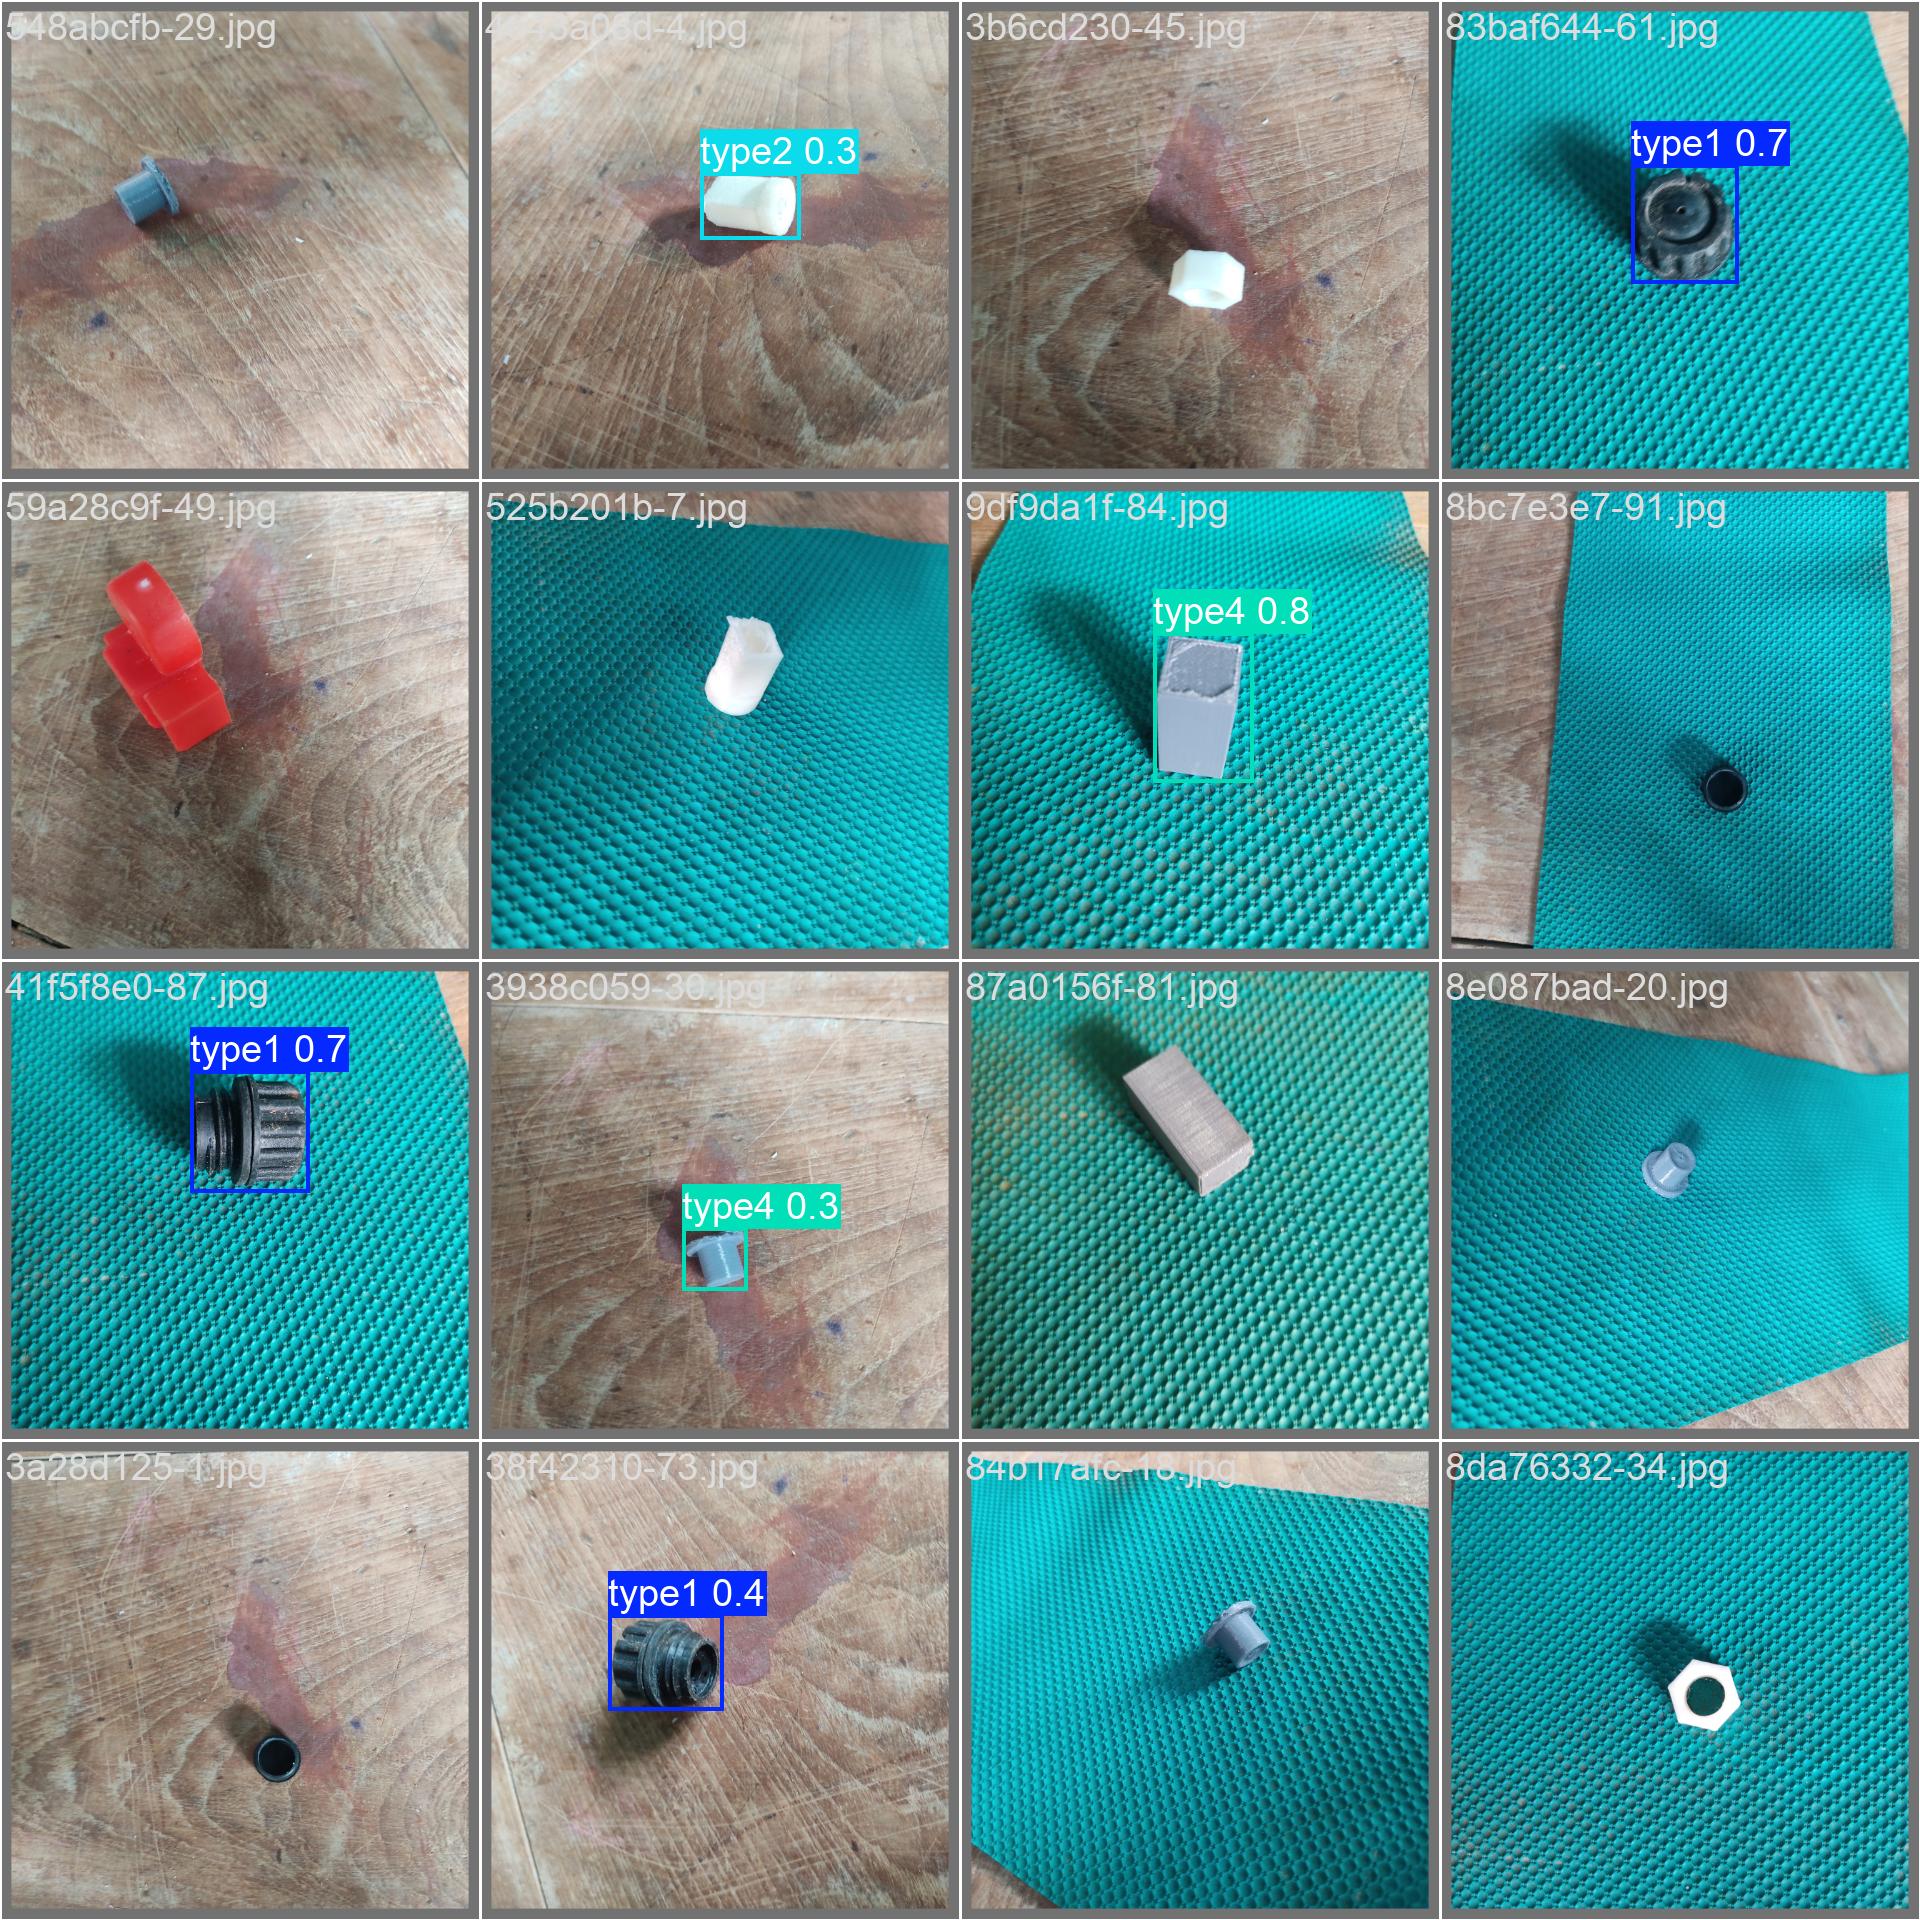 548abcfb-29.jpg
3b6cd230-45.jpg
83baf644-61.jpg
type2 0.3
type1 0.7
59a28c9f-49.jpg
525b201b-7.jpg
9df9da1f-84.jpg
8bc7e3e7-91.jpg
type4 0.8
41f5f8e0-87.jpg
3938c059-30.jpg
87a0156f-81.jpg
8e087bad-20.jpg
type1 0.7
type4 0.3
3a28d125-1.jpg
38f42310-73.jpg
84b17afc-18.jpg
8da76332-34.jpg
type1 0.4